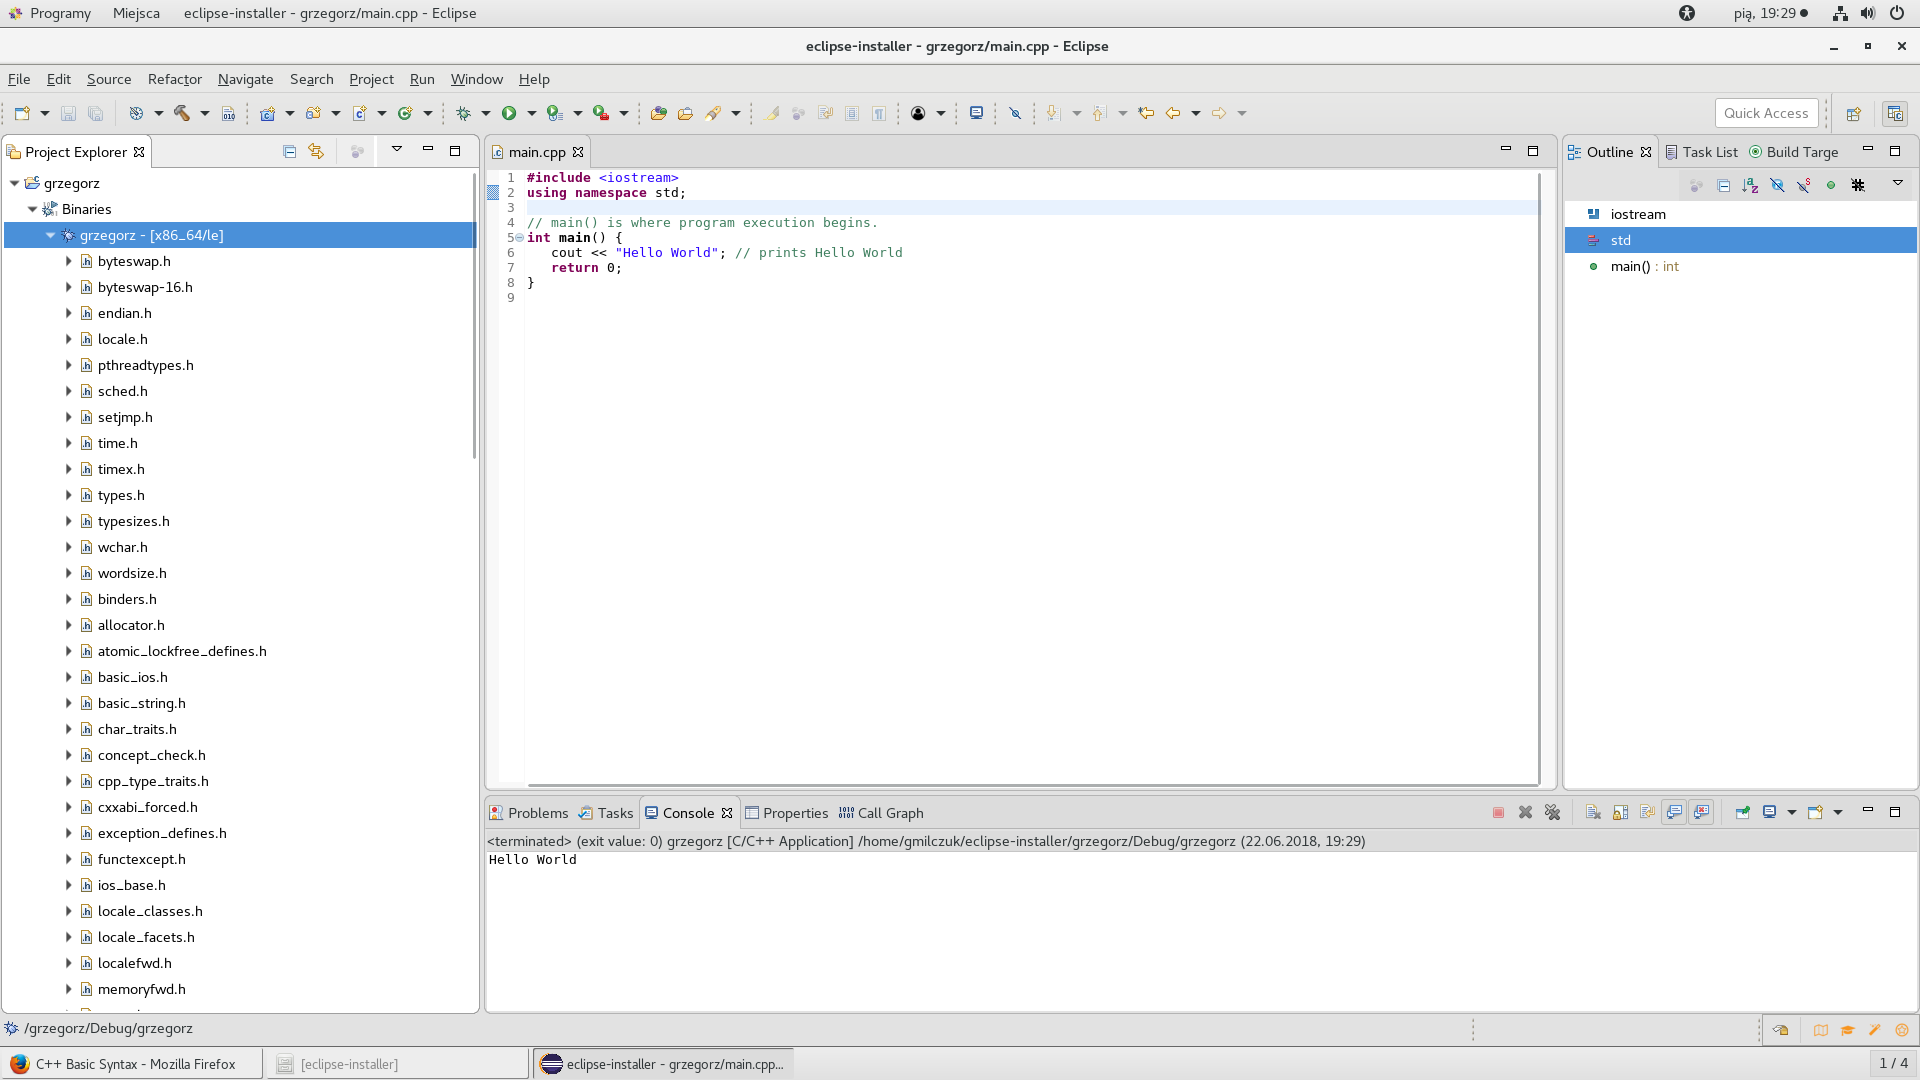 Programy Miejsca eclipse-installer - grzegorz/main.cpp - Eclipse pią, 19:29
eclipse-installer - grzegorz/main.cpp - Eclipse
File Edit Source Refactor Navigate Search Project Run Window Help
Quick Access
Project Explorer
grzegorz
Binaries
grzegorz - [x86_64/le]
byteswap.h
byteswap-16.h
endian.h
locale.h
pthreadtypes.h
sched.h
setjmp.h
time.h
timex.h
types.h
typesizes.h
wchar.h
wordsize.h
binders.h
allocator.h
atomic_lockfree_defines.h
basic_ios.h
basic_string.h
char_traits.h
concept_check.h
cpp_type_traits.h
cxxabi_forced.h
exception_defines.h
functexcept.h
ios_base.h
locale_classes.h
locale_facets.h
localefwd.h
memoryfwd.h
main.cpp
1 #include <iostream>
2 using namespace std;
3
4 // main() is where program execution begins.
5 int main() {
6 cout << "Hello World"; // prints Hello World
7 return 0;
8 }
9
Outline Task List Build Targe
iostream
std
main() : int
Problems Tasks Console Properties Call Graph
<terminated> (exit value: 0) grzegorz [C/C++ Application] /home/gmilczuk/eclipse-installer/grzegorz/Debug/grzegorz (22.06.2018, 19:29)
Hello World
/grzegorz/Debug/grzegorz
C++ Basic Syntax - Mozilla Firefox [eclipse-installer] eclipse-installer - grzegorz/main.cpp... 1 / 4